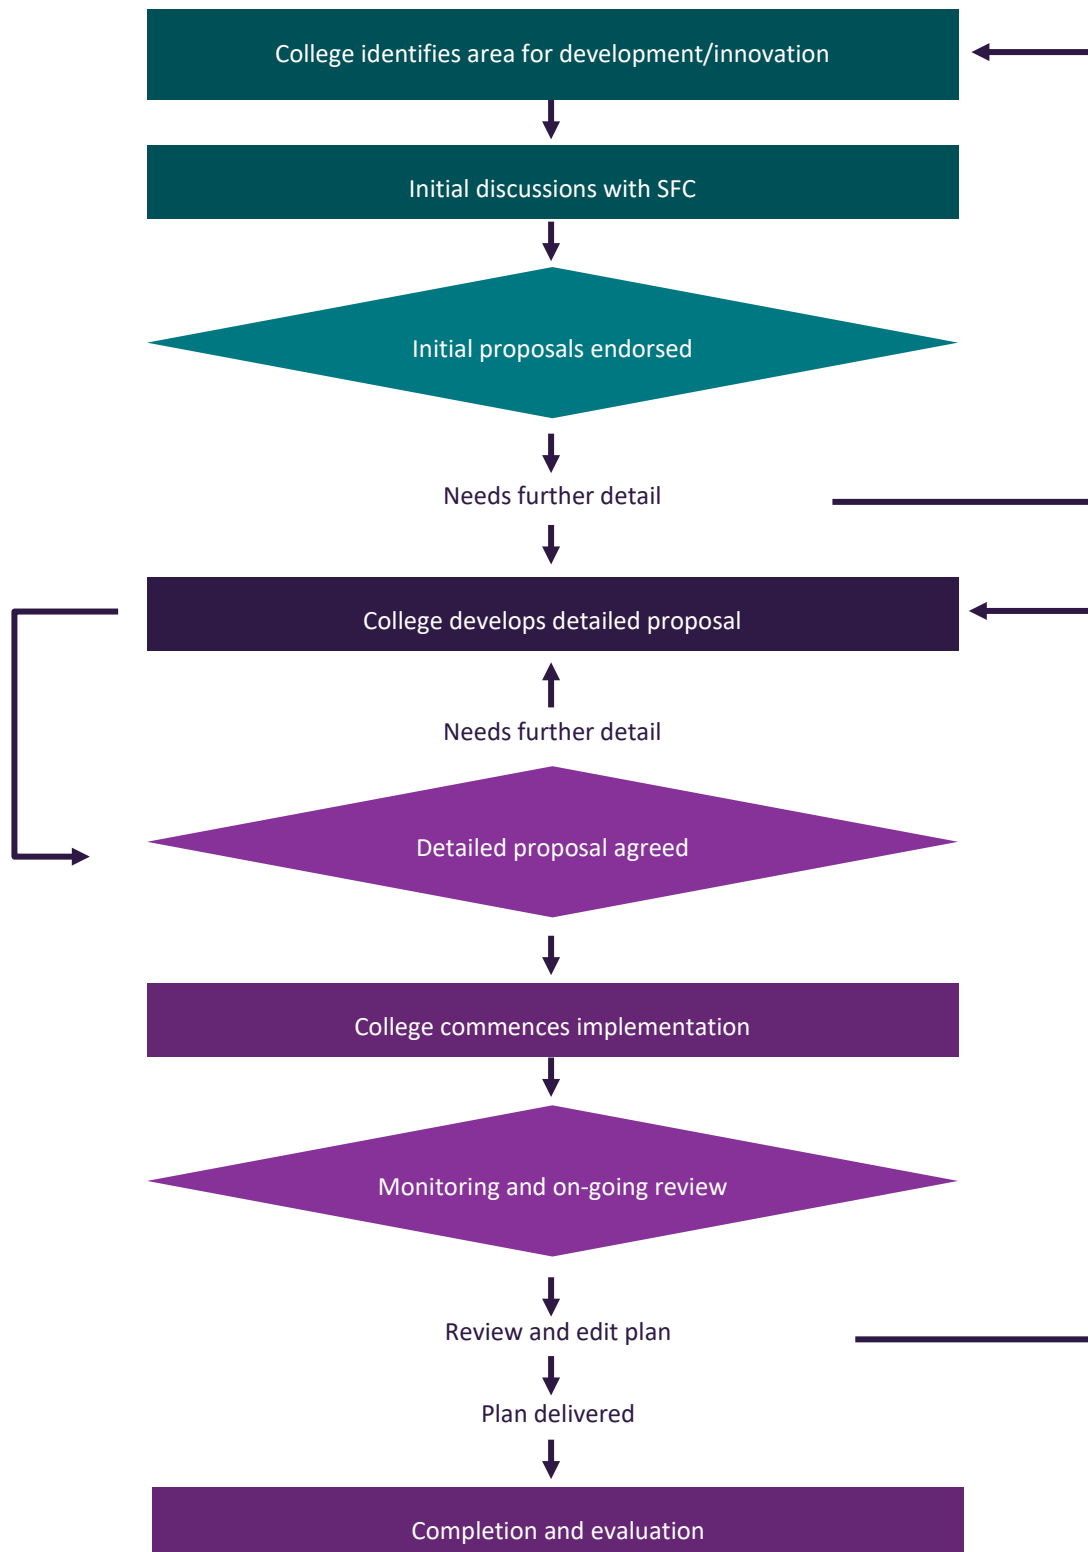 College identifies area for development/innovation
Initial discussions with SFC
Initial proposals endorsed
Needs further detail
College develops detailed proposal
Needs further detail
Detailed proposal agreed
College commences implementation
Monitoring and on-going review
Review and edit plan
Plan delivered
Completion and evaluation